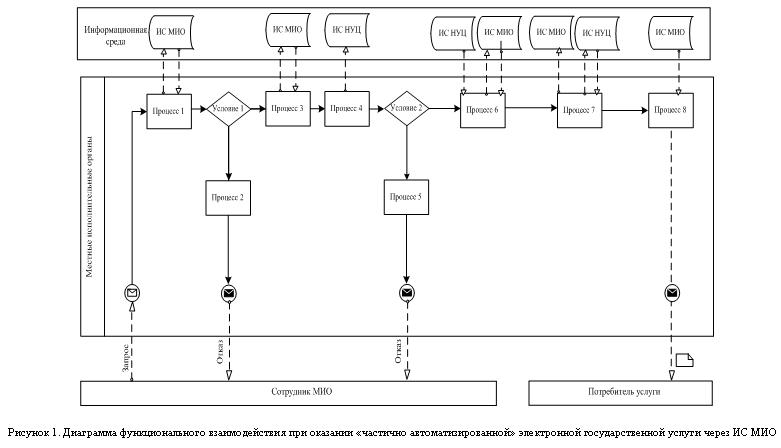 Информационная
среда
ИС МИО
ИС МИО
ИС НУЦ
ИС НУЦ
ИС МИО
ИС МИО
ИС НУЦ
ИС МИО
Местные исполнительные органы
Процесс 1
Условие 1
Процесс 3
Процесс 4
Условие 2
Процесс 6
Процесс 7
Процесс 8
Процесс 2
Процесс 5
Запрос
Отказ
Отказ
Сотрудник МИО
Потребитель услуги
Рисунок 1. Диаграмма функционального взаимодействия при оказании «частично автоматизированной» электронной государственной услуги через ИС МИО